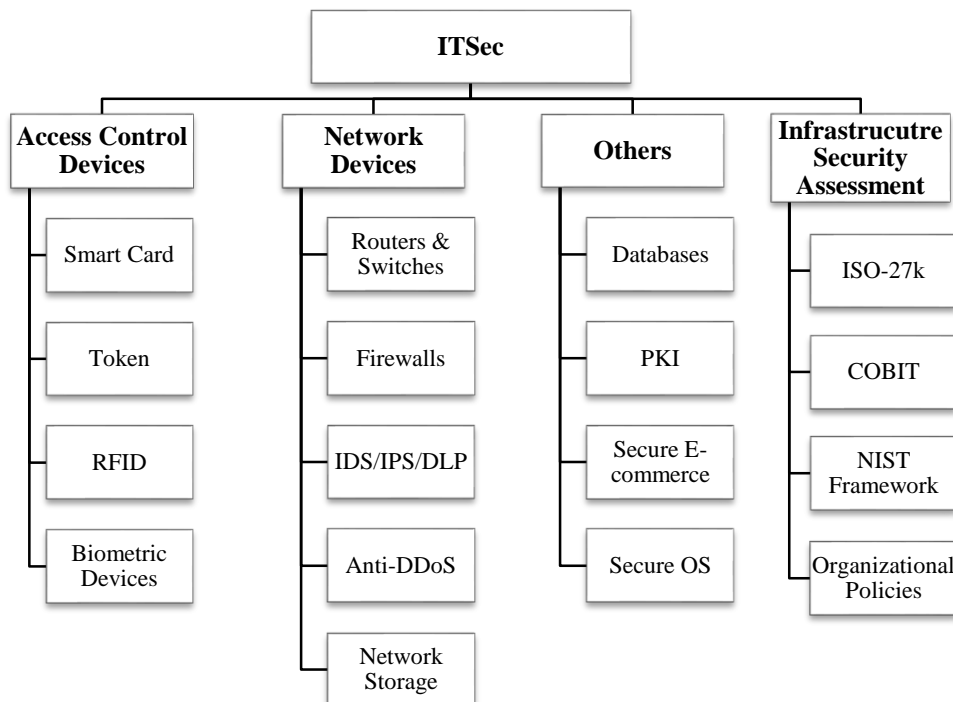 ITSec
Access Control
Devices
Smart Card
Token
RFID
Biometric
Devices
Network
Devices
Routers &
Switches
Firewalls
IDS/IPS/DLP
Anti-DDoS
Network
Storage
Others
Databases
PKI
Secure E-
commerce
Secure OS
Infrastrucutre
Security
Assessment
ISO-27k
COBIT
NIST
Framework
Organizational
Policies